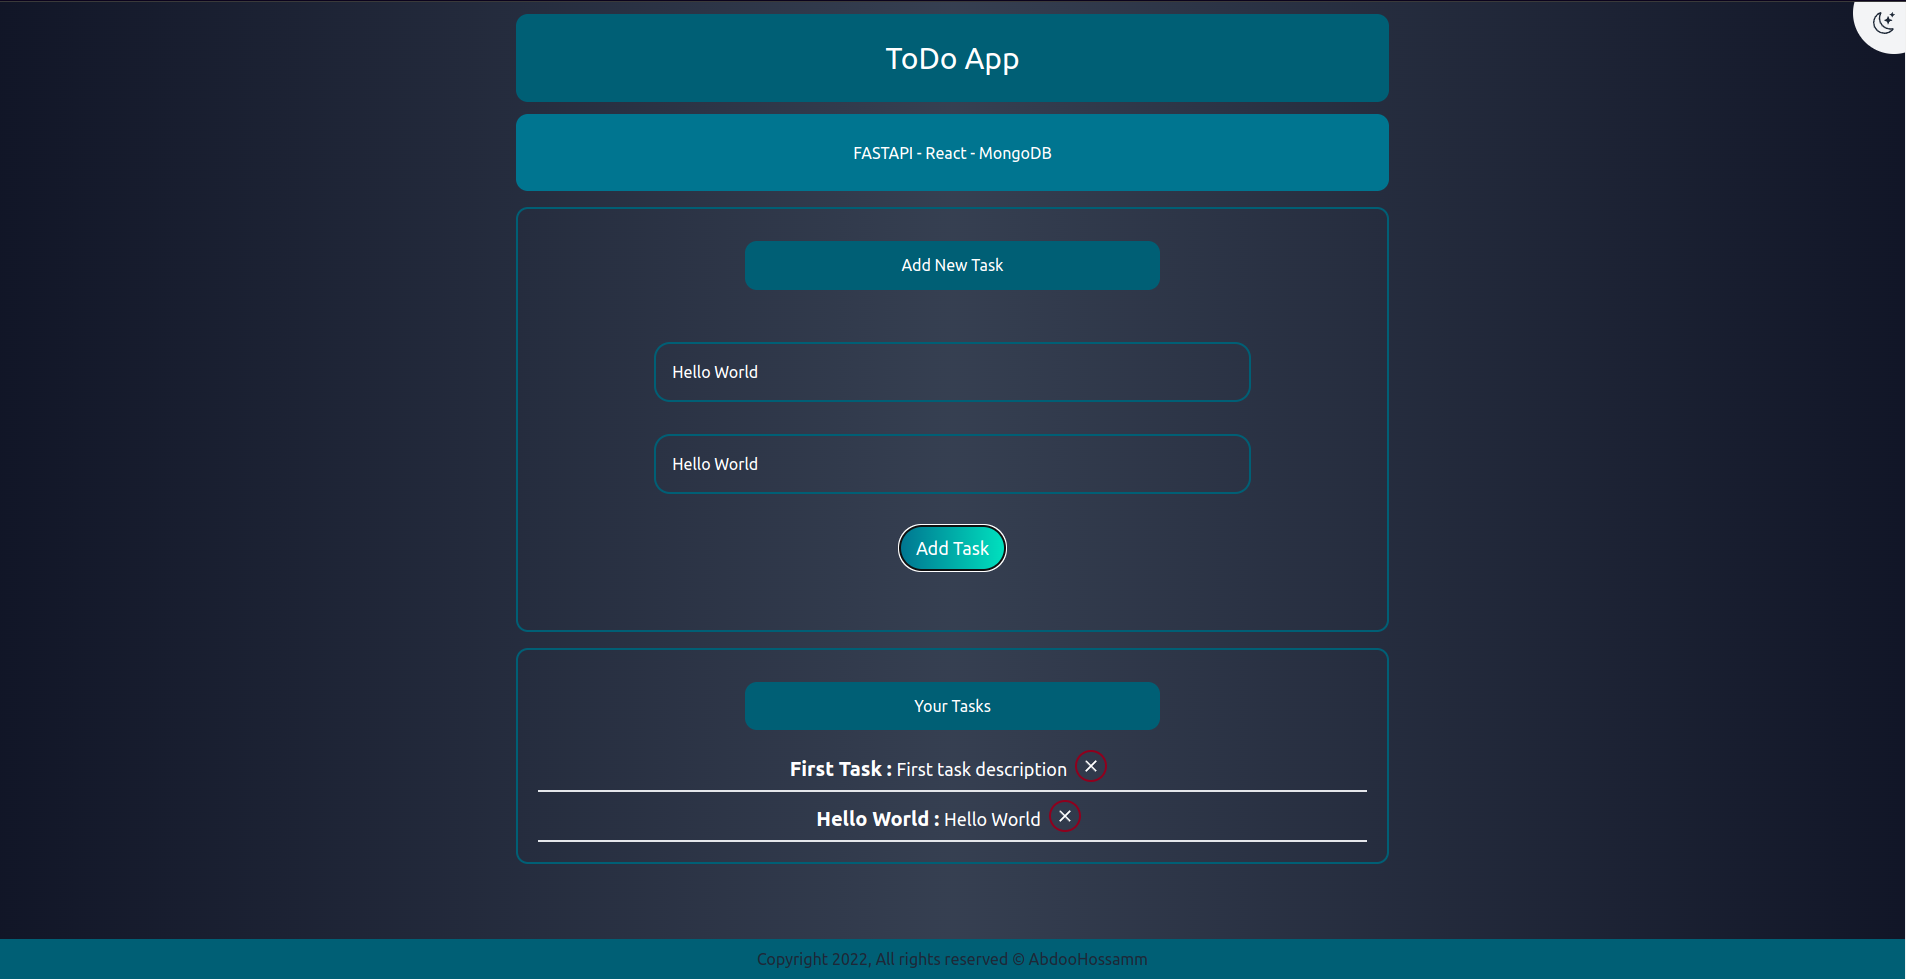 ToDo App
FASTAPI - React - MongoDB
Add New Task
Hello World
Hello World
Add Task
Your Tasks
First Task : First task description
Hello World : Hello World
Copyright 2022, All rights reserved © AbdooHossamm